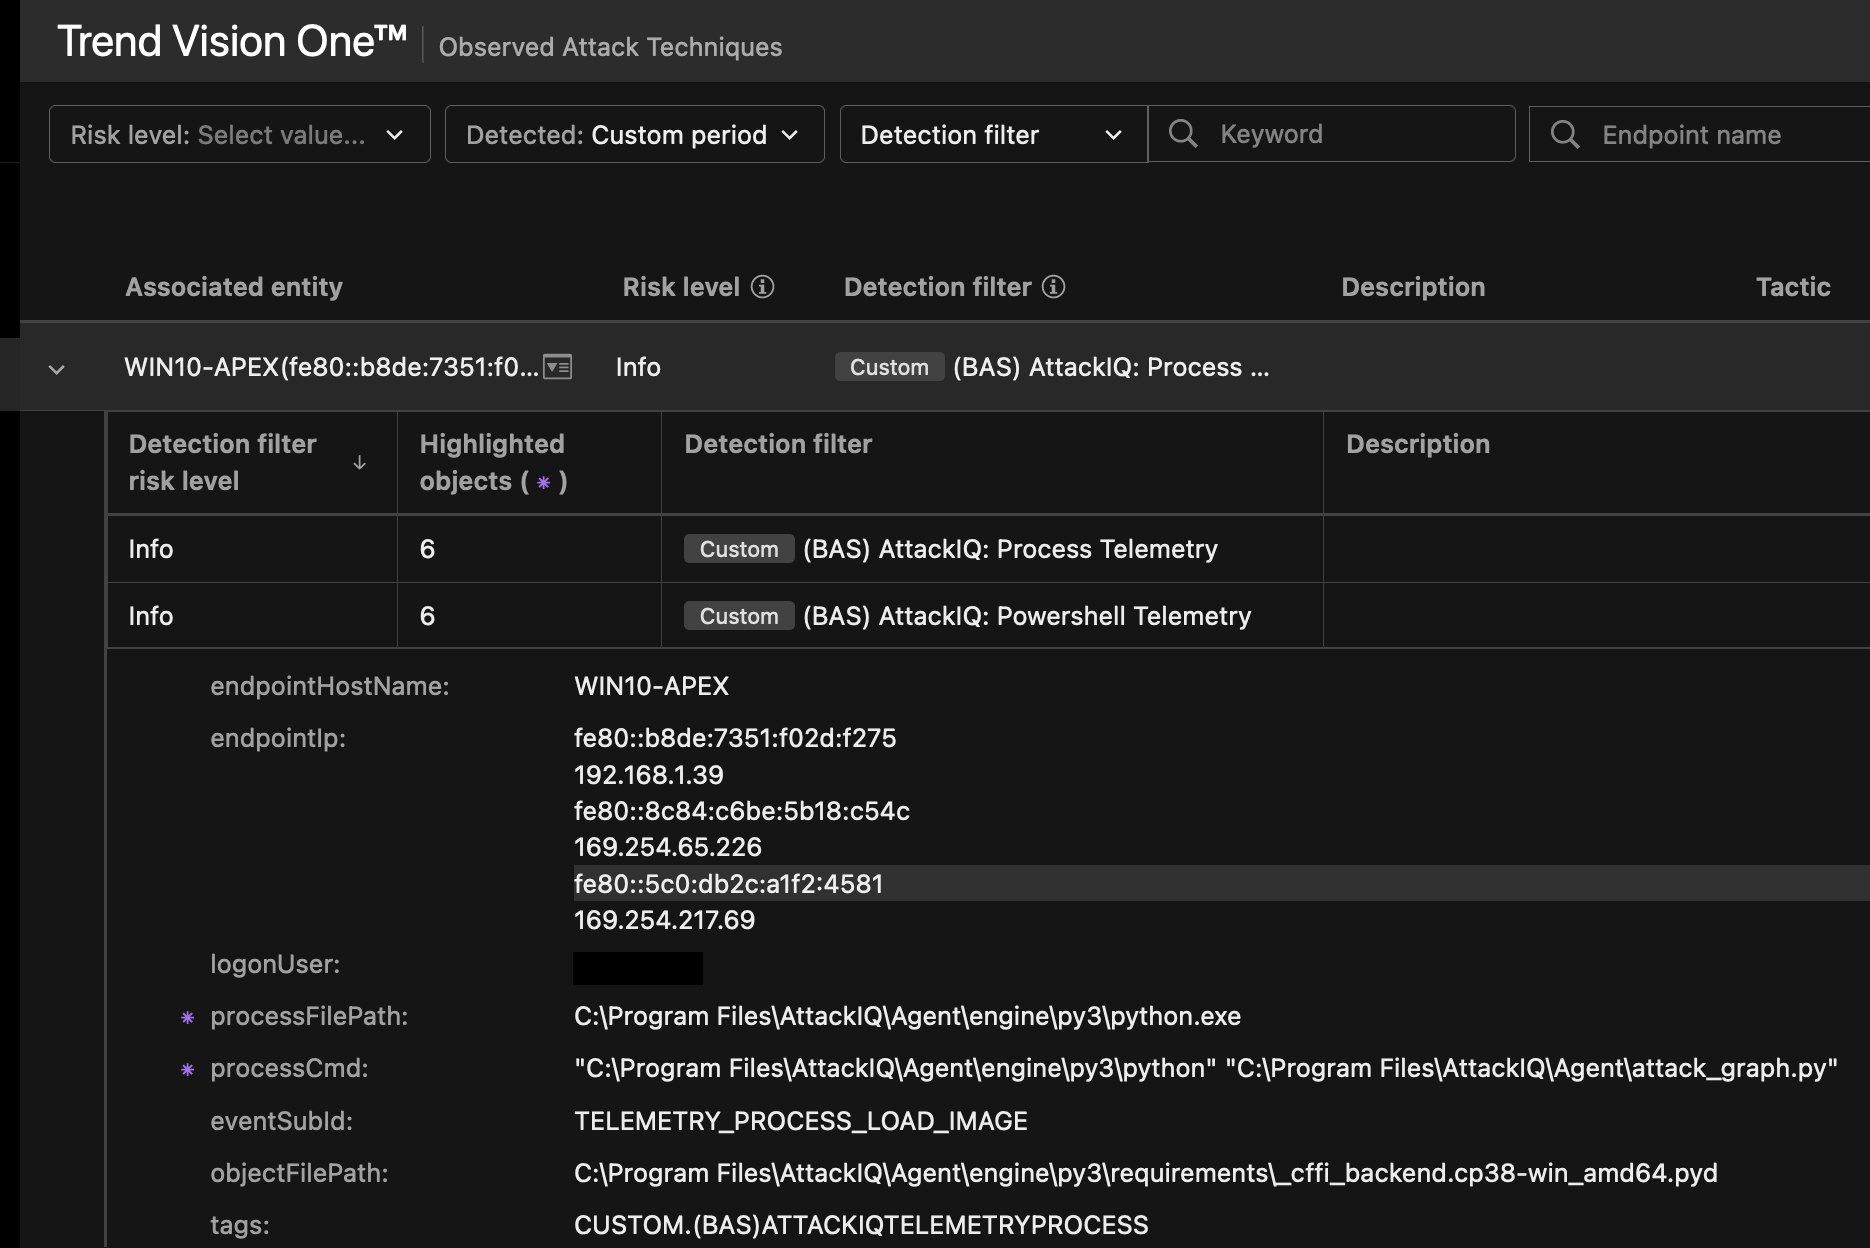 Trend Vision One™ | Observed Attack Techniques
Risk level: Select value... Detected: Custom period Detection filter Keyword Endpoint name
Associated entity Risk level Detection filter Description Tactic
WIN10-APEX(fe80::b8de:7351:f0... Info Custom (BAS) AttackIQ: Process ...
Detection filter risk level Highlighted objects ( * ) Detection filter Description
Info 6 Custom (BAS) AttackIQ: Process Telemetry
Info 6 Custom (BAS) AttackIQ: Powershell Telemetry
endpointHostName: WIN10-APEX
endpointIp: fe80::b8de:7351:f02d:f275
192.168.1.39
fe80::8c84:c6be:5b18:c54c
169.254.65.226
fe80::5c0:db2c:a1f2:4581
169.254.217.69
logonUser:
* processFilePath: C:\Program Files\AttackIQ\Agent\engine\py3\python.exe
* processCmd: "C:\Program Files\AttackIQ\Agent\engine\py3\python" "C:\Program Files\AttackIQ\Agent\attack_graph.py"
eventSubId: TELEMETRY_PROCESS_LOAD_IMAGE
objectFilePath: C:\Program Files\AttackIQ\Agent\engine\py3\requirements\_cffi_backend.cp38-win_amd64.pyd
tags: CUSTOM.(BAS)ATTACKIQTELEMETRYPROCESS